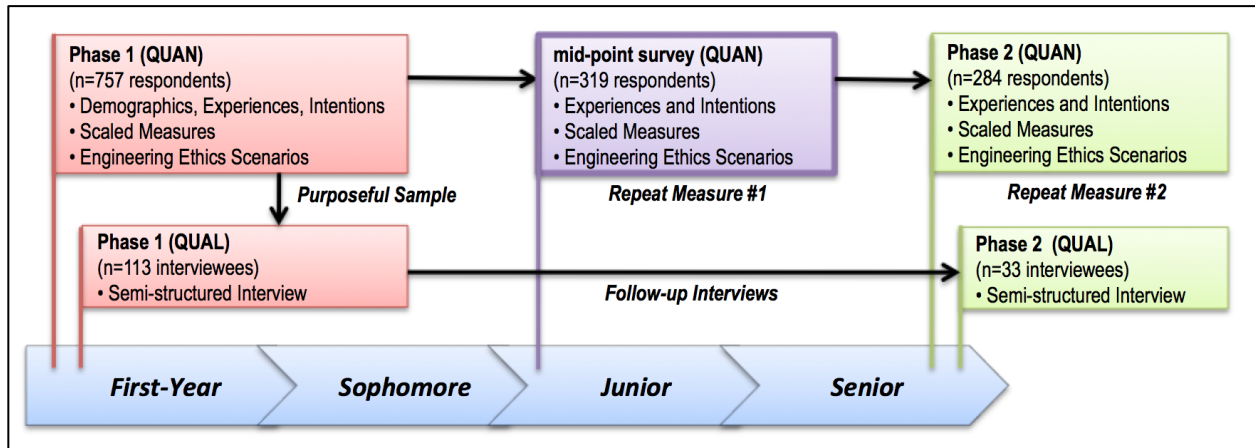 Phase 1 (QUAN)
(n=757 respondents)
• Demographics, Experiences, Intentions
• Scaled Measures
• Engineering Ethics Scenarios
mid-point survey (QUAN)
(n=319 respondents)
• Experiences and Intentions
• Scaled Measures
• Engineering Ethics Scenarios
Phase 2 (QUAN)
(n=284 respondents)
• Experiences and Intentions
• Scaled Measures
• Engineering Ethics Scenarios
Purposeful Sample
Repeat Measure #1
Repeat Measure #2
Phase 1 (QUAL)
(n=113 interviewees)
• Semi-structured Interview
Follow-up Interviews
Phase 2 (QUAL)
(n=33 interviewees)
• Semi-structured Interview
First-Year
Sophomore
Junior
Senior